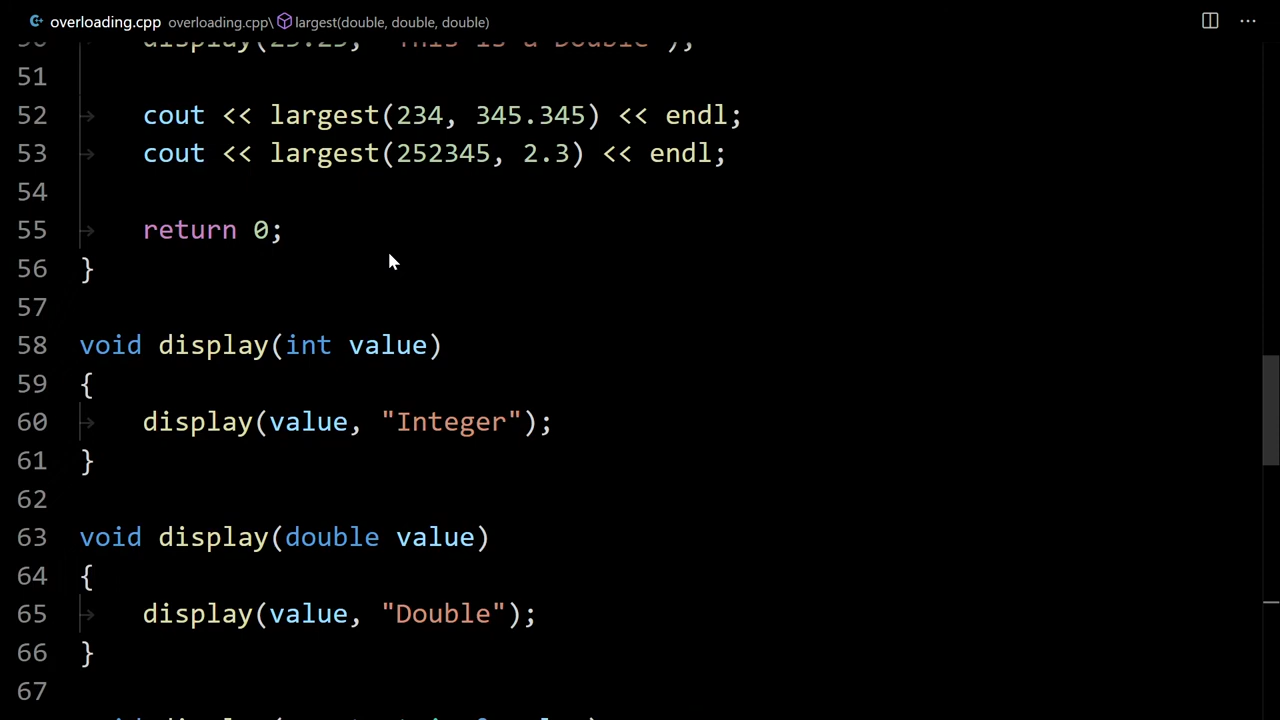 overloading.cpp overloading.cpp\ largest(double, double, double)
51
52 cout << largest(234, 345.345) << endl;
53 cout << largest(252345, 2.3) << endl;
54
55 return 0;
56 }
57
58 void display(int value)
59 {
60 display(value, "Integer");
61 }
62
63 void display(double value)
64 {
65 display(value, "Double");
66 }
67